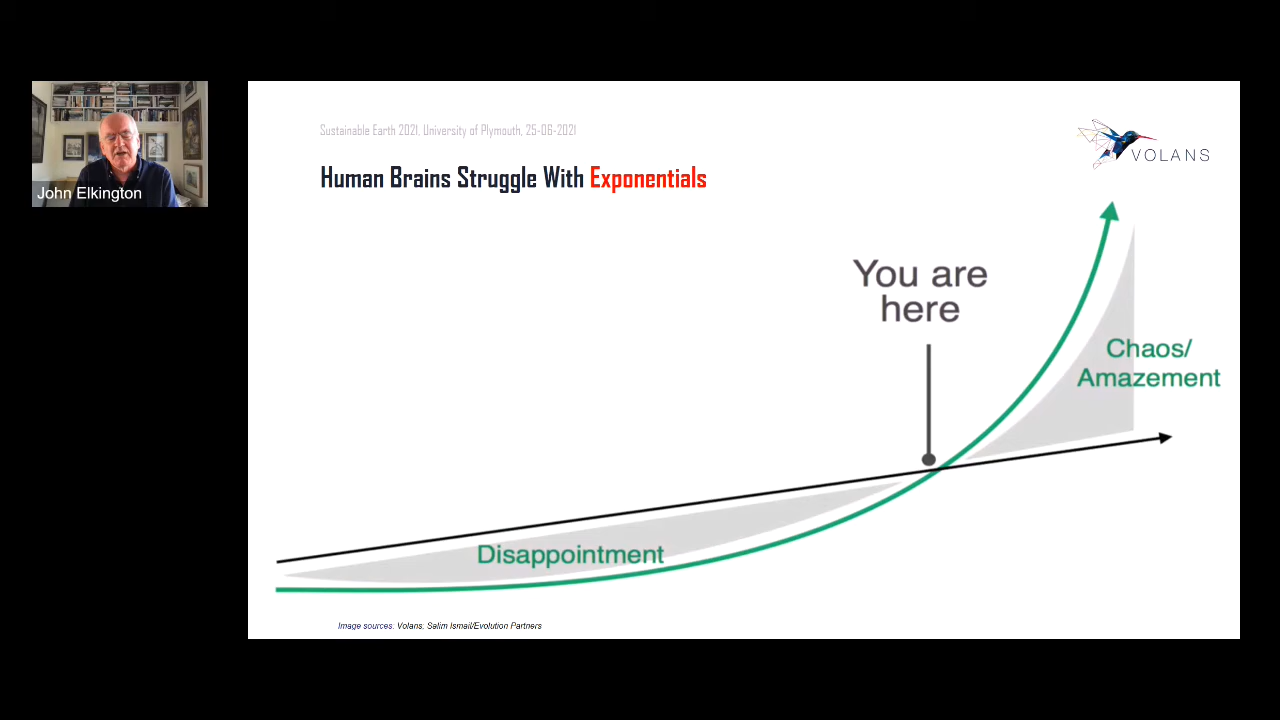 John Elkington
Sustainable Earth 2021, University of Plymouth, 25-06-2021
VOLANS
Human Brains Struggle With Exponentials
You are
here
Chaos/
Amazement
Disappointment
Image sources: Volans: Salim Ismail/Evolution Partners